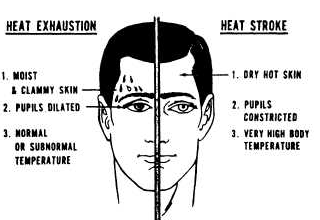 HEAT EXHAUSTION
1. MOIST
& CLAMMY SKIN
2. PUPILS DILATED
3. NORMAL
OR SUBNORMAL
TEMPERATURE
HEAT STROKE
1. DRY HOT SKIN
2. PUPILS
CONSTRICTED
3. VERY HIGH BODY
TEMPERATURE